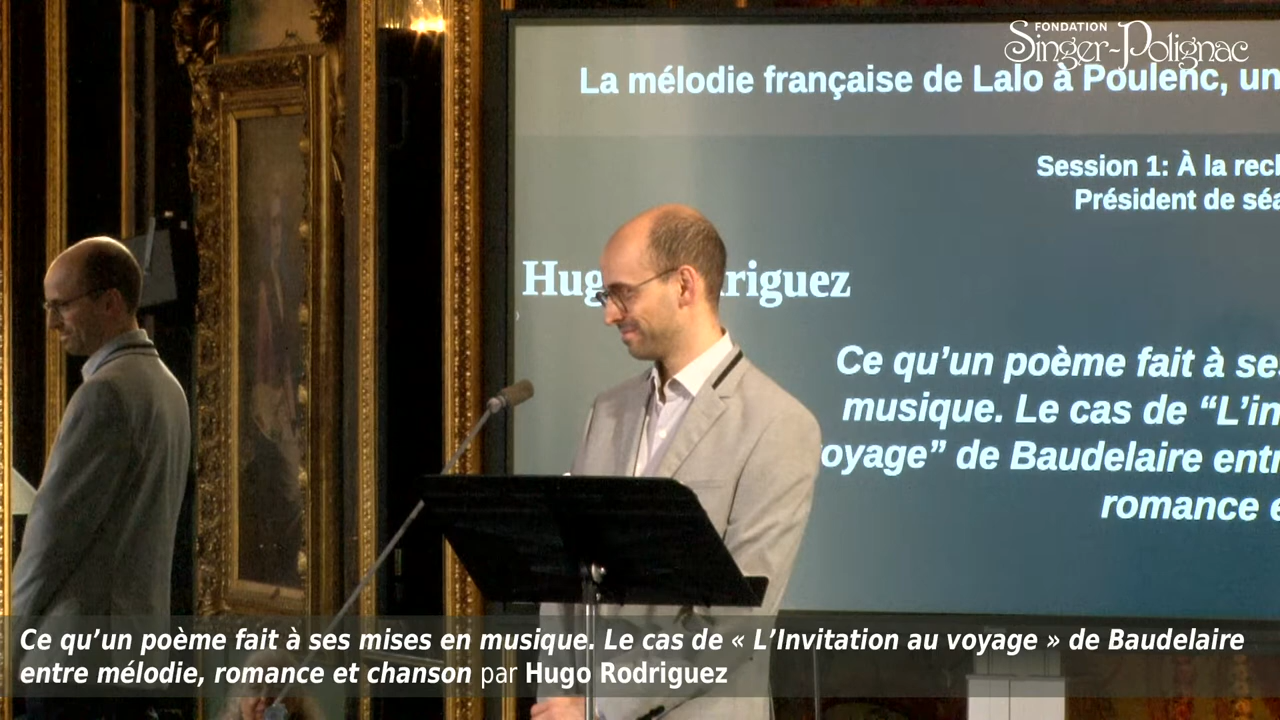 FONDATION
Singer-Polignac
La mélodie française de Lalo à Poulenc, un
Session 1: À la recl
Président de séa
Hug riguez
Ce qu’un poème fait à ses
musique. Le cas de “L’in
oyage” de Baudelaire entr
romance e
Ce qu’un poème fait à ses mises en musique. Le cas de « L’Invitation au voyage » de Baudelaire
entre mélodie, romance et chanson par Hugo Rodriguez